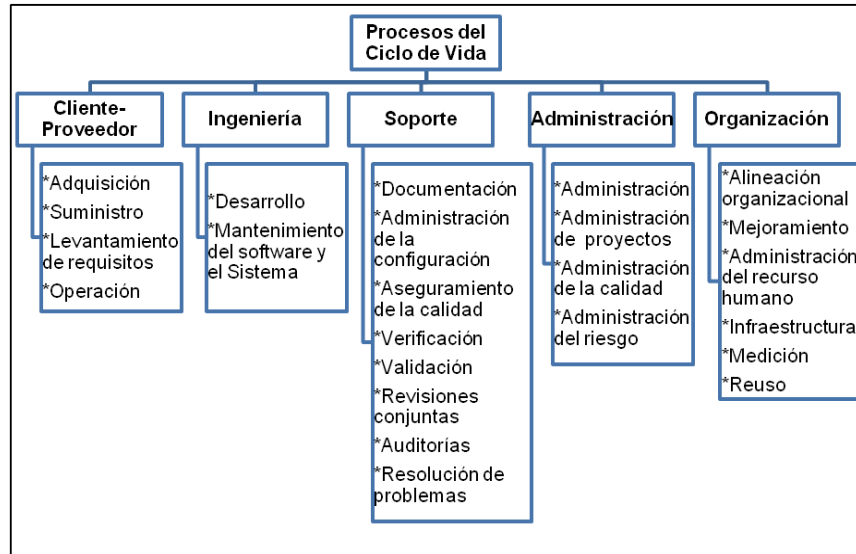 Procesos del
Ciclo de Vida
Cliente-
Proveedor
*Adquisición
*Suministro
*Levantamiento
de requisitos
*Operación
Ingeniería
*Desarrollo
*Mantenimiento
del software y
el Sistema
Soporte
*Documentación
*Administración
de la
configuración
*Aseguramiento
de la calidad
*Verificación
*Validación
*Revisiones
conjuntas
*Auditorías
*Resolución de
problemas
Administración
*Administración
*Administración
de proyectos
*Administración
de la calidad
*Administración
del riesgo
Organización
*Alineación
organizacional
*Mejoramiento
*Administración
del recurso
humano
*Infraestructura
*Medición
*Reuso